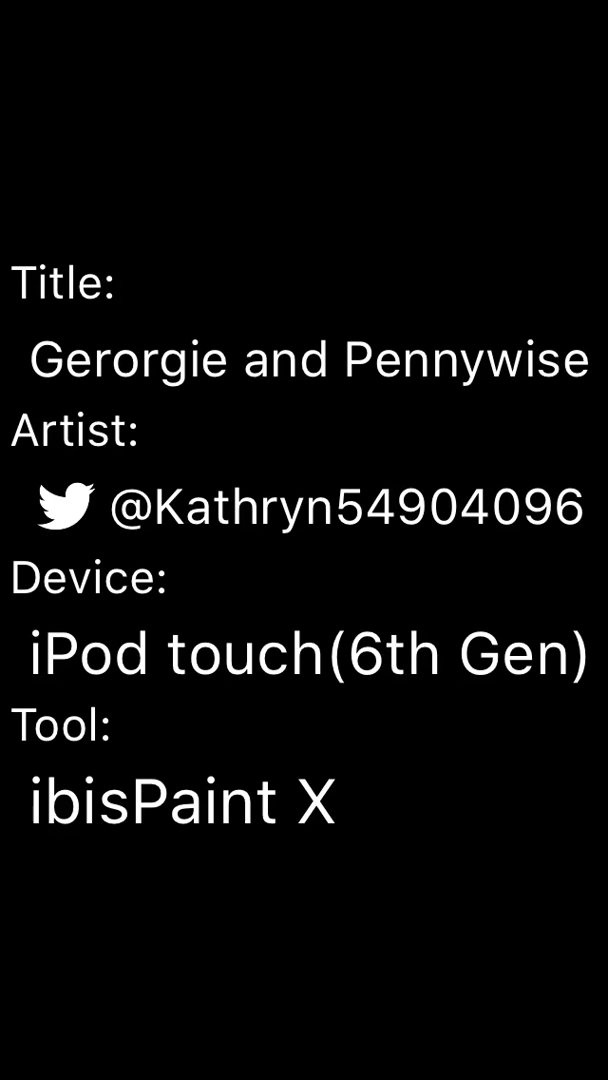 Title:
Gerorgie and Pennywise
Artist:
@Kathryn54904096
Device:
iPod touch(6th Gen)
Tool:
ibisPaint X